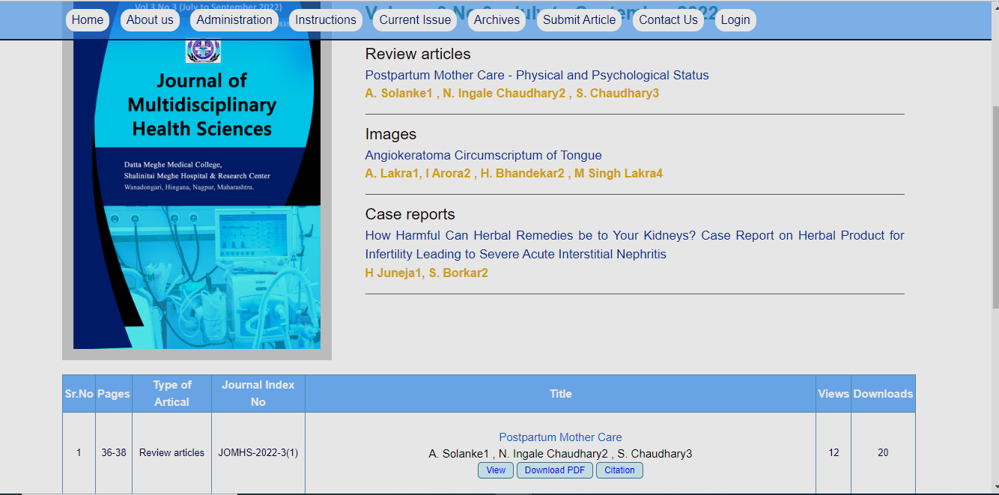 Home
About us
Administration
Instructions
Current Issue
Archives
Submit Article
Contact Us
Login
Vol 3 No 3 (July to September 2022)
Journal of
Multidisciplinary
Health Sciences
Datta Meghe Medical College,
Shalinitai Meghe Hospital & Research Center
Wanadongari, Hingana, Nagpur, Maharashtra.
Review articles
Postpartum Mother Care - Physical and Psychological Status
A. Solanke1 , N. Ingale Chaudhary2 , S. Chaudhary3
Images
Angiokeratoma Circumscriptum of Tongue
A. Lakra1, I Arora2 , H. Bhandekar2 , M Singh Lakra4
Case reports
How Harmful Can Herbal Remedies be to Your Kidneys? Case Report on Herbal Product for
Infertility Leading to Severe Acute Interstitial Nephritis
H Juneja1, S. Borkar2
Sr.No Pages Type of Artical Journal Index No Title Views Downloads
1 36-38 Review articles JOMHS-2022-3(1)
Postpartum Mother Care
A. Solanke1 , N. Ingale Chaudhary2 , S. Chaudhary3
View Download PDF Citation
12 20